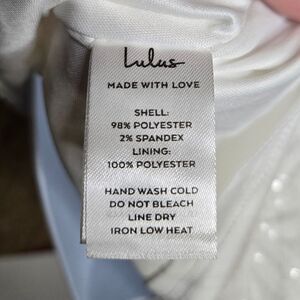 Lulus
MADE WITH LOVE
SHELL:
98% POLYESTER
2% SPANDEX
LINING:
100% POLYESTER
HAND WASH COLD
DO NOT BLEACH
LINE DRY
IRON LOW HEAT